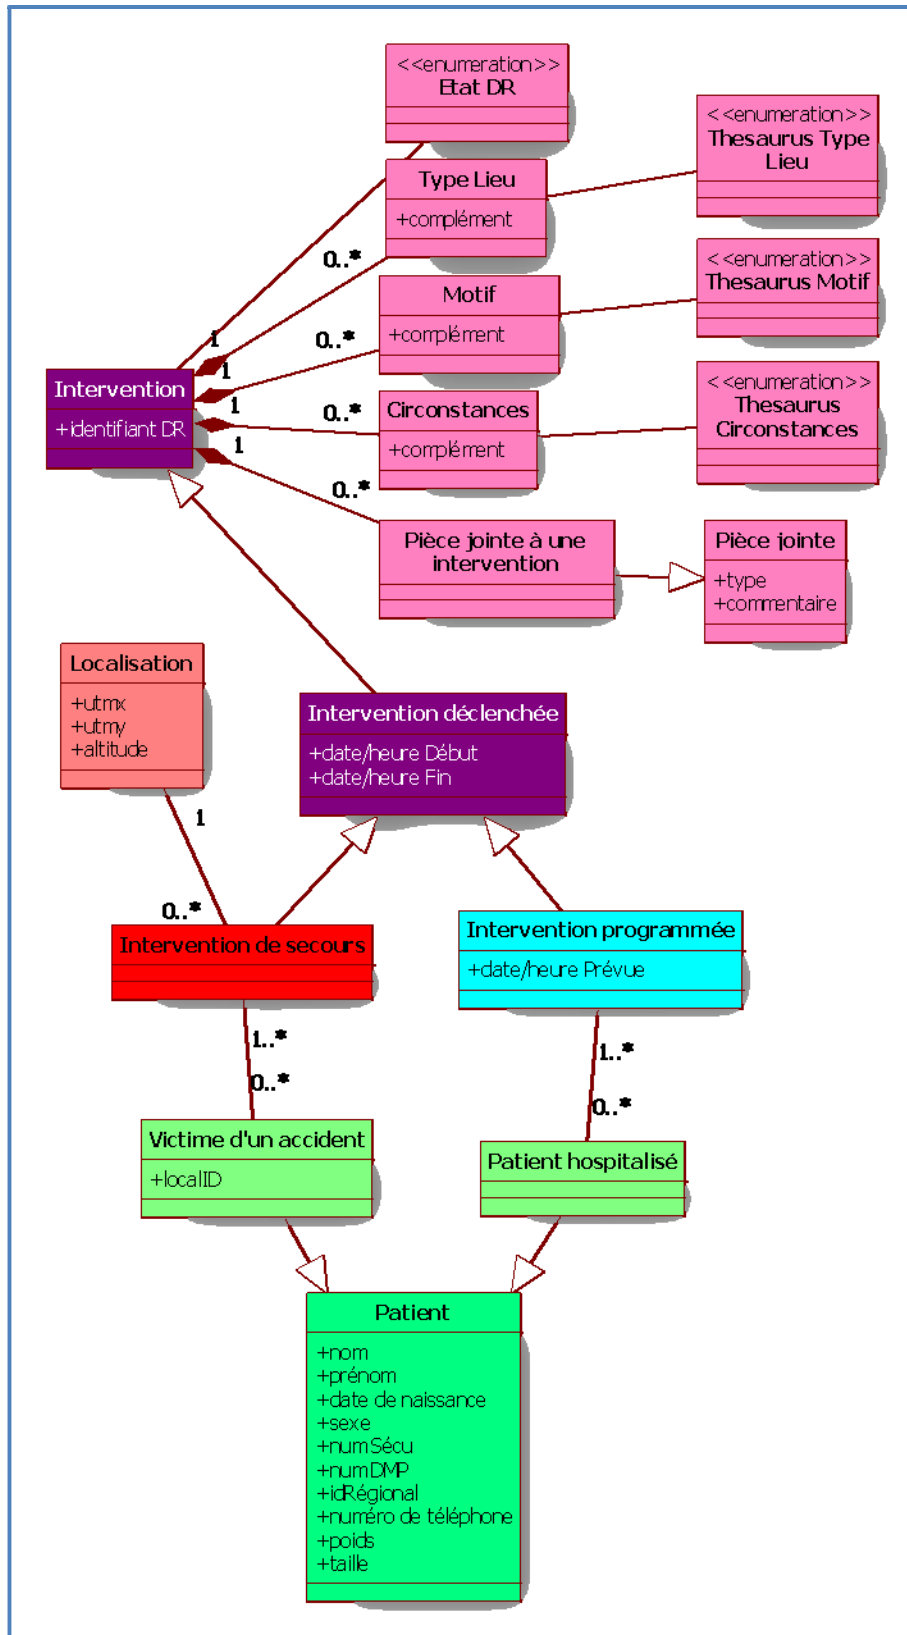 <<enumeration>>
Etat DR
<<enumeration>>
Thesaurus Type
Lieu
Type Lieu
+complément
0..*
<<enumeration>>
Thesaurus Motif
Motif
+complément
0..*
1
1
Intervention
+identifiant DR
1
1
<<enumeration>>
Thesaurus
Circonstances
Circonstances
+complément
0..*
0..*
Pièce jointe à une
intervention
Pièce jointe
+type
+commentaire
Localisation
+utmx
+utmy
+altitude
Intervention déclenchée
+date/heure Début
+date/heure Fin
1
0..*
Intervention de secours
Intervention programmée
+date/heure Prévue
1..*
0..*
1..*
0..*
Victime d'un accident
+localID
Patient hospitalisé
Patient
+nom
+prénom
+date de naissance
+sexe
+numSécu
+numDMP
+idRégional
+numéro de téléphone
+poids
+taille